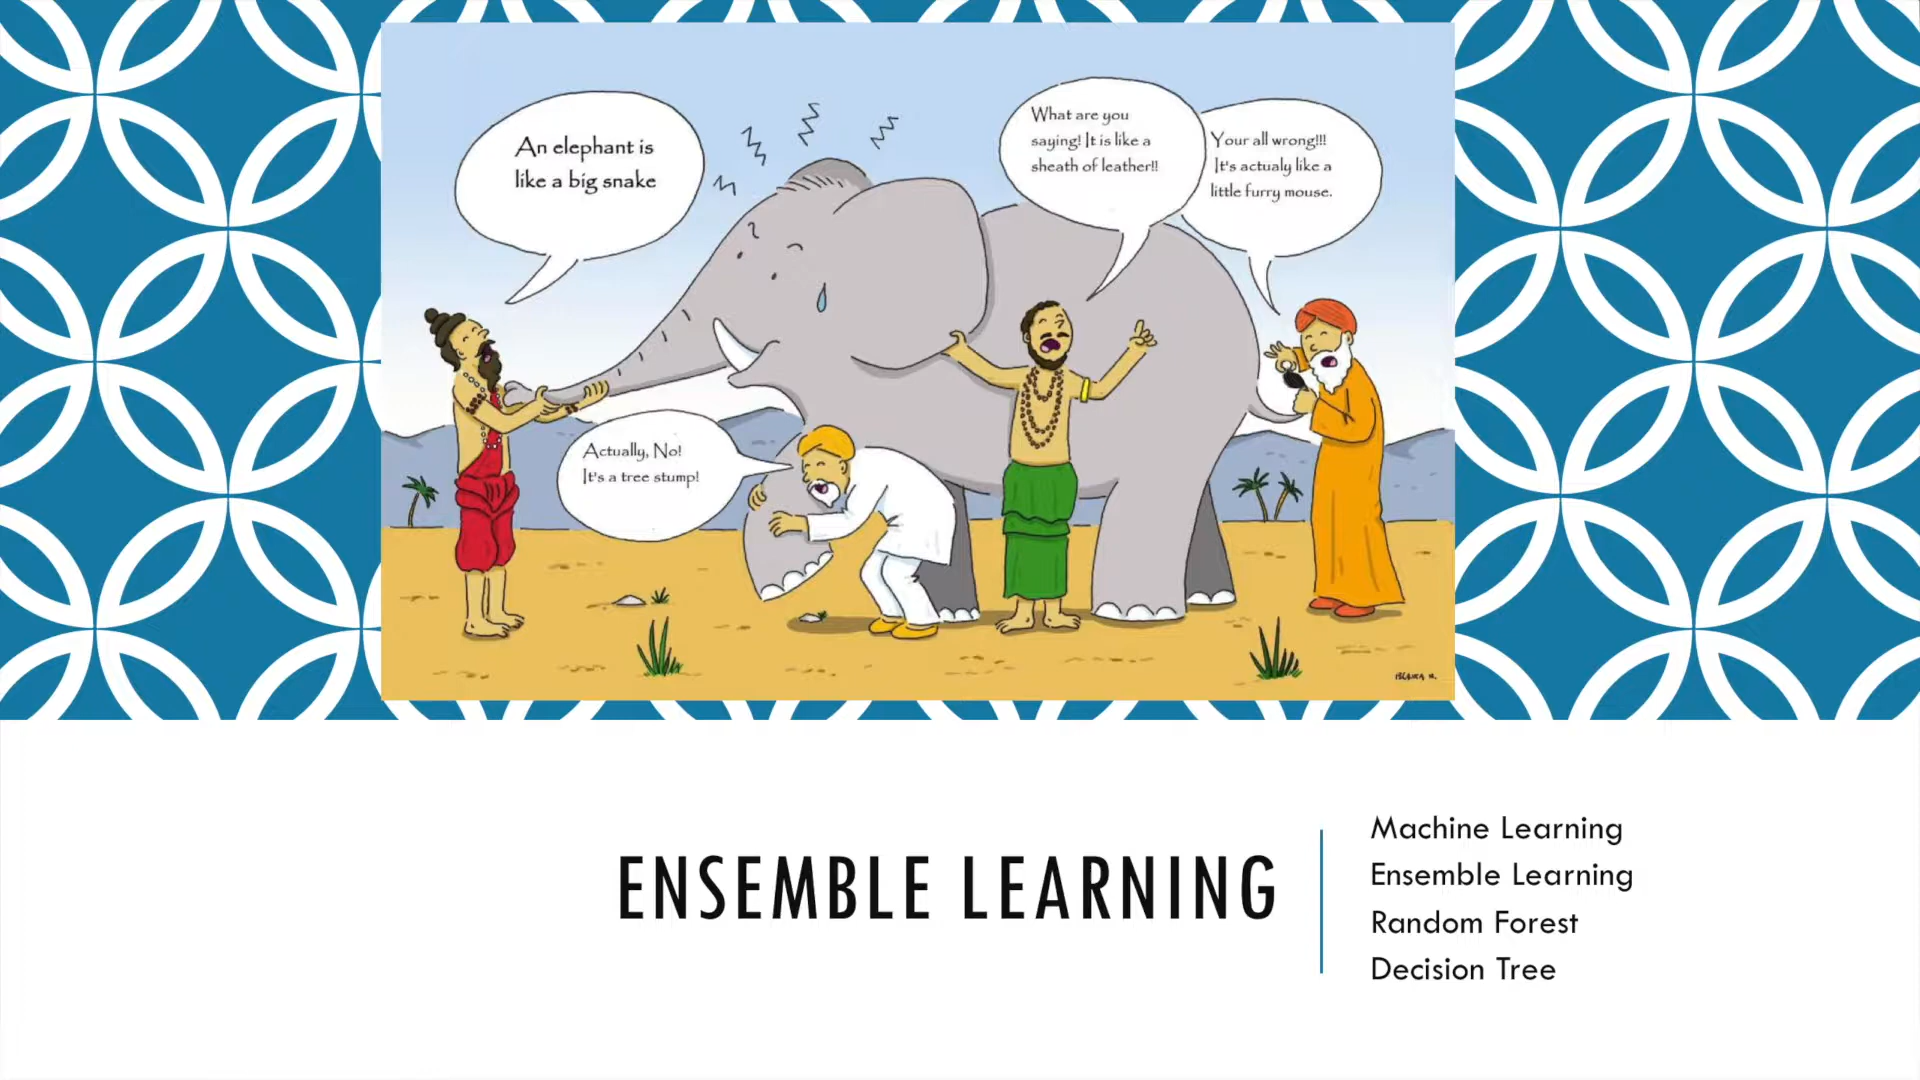 An elephant is
like a big snake
What are you
saying! It is like a
sheath of leather!!
Your all wrong!!!
It's actualy like a
little furry mouse.
Actually, No!
It's a tree stump!
ENSEMBLE LEARNING
Machine Learning
Ensemble Learning
Random Forest
Decision Tree